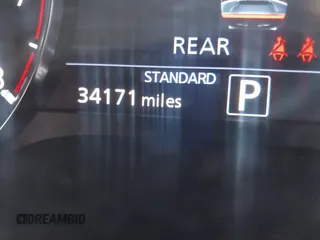 REAR
STANDARD
34171 miles
P
DREAMBID